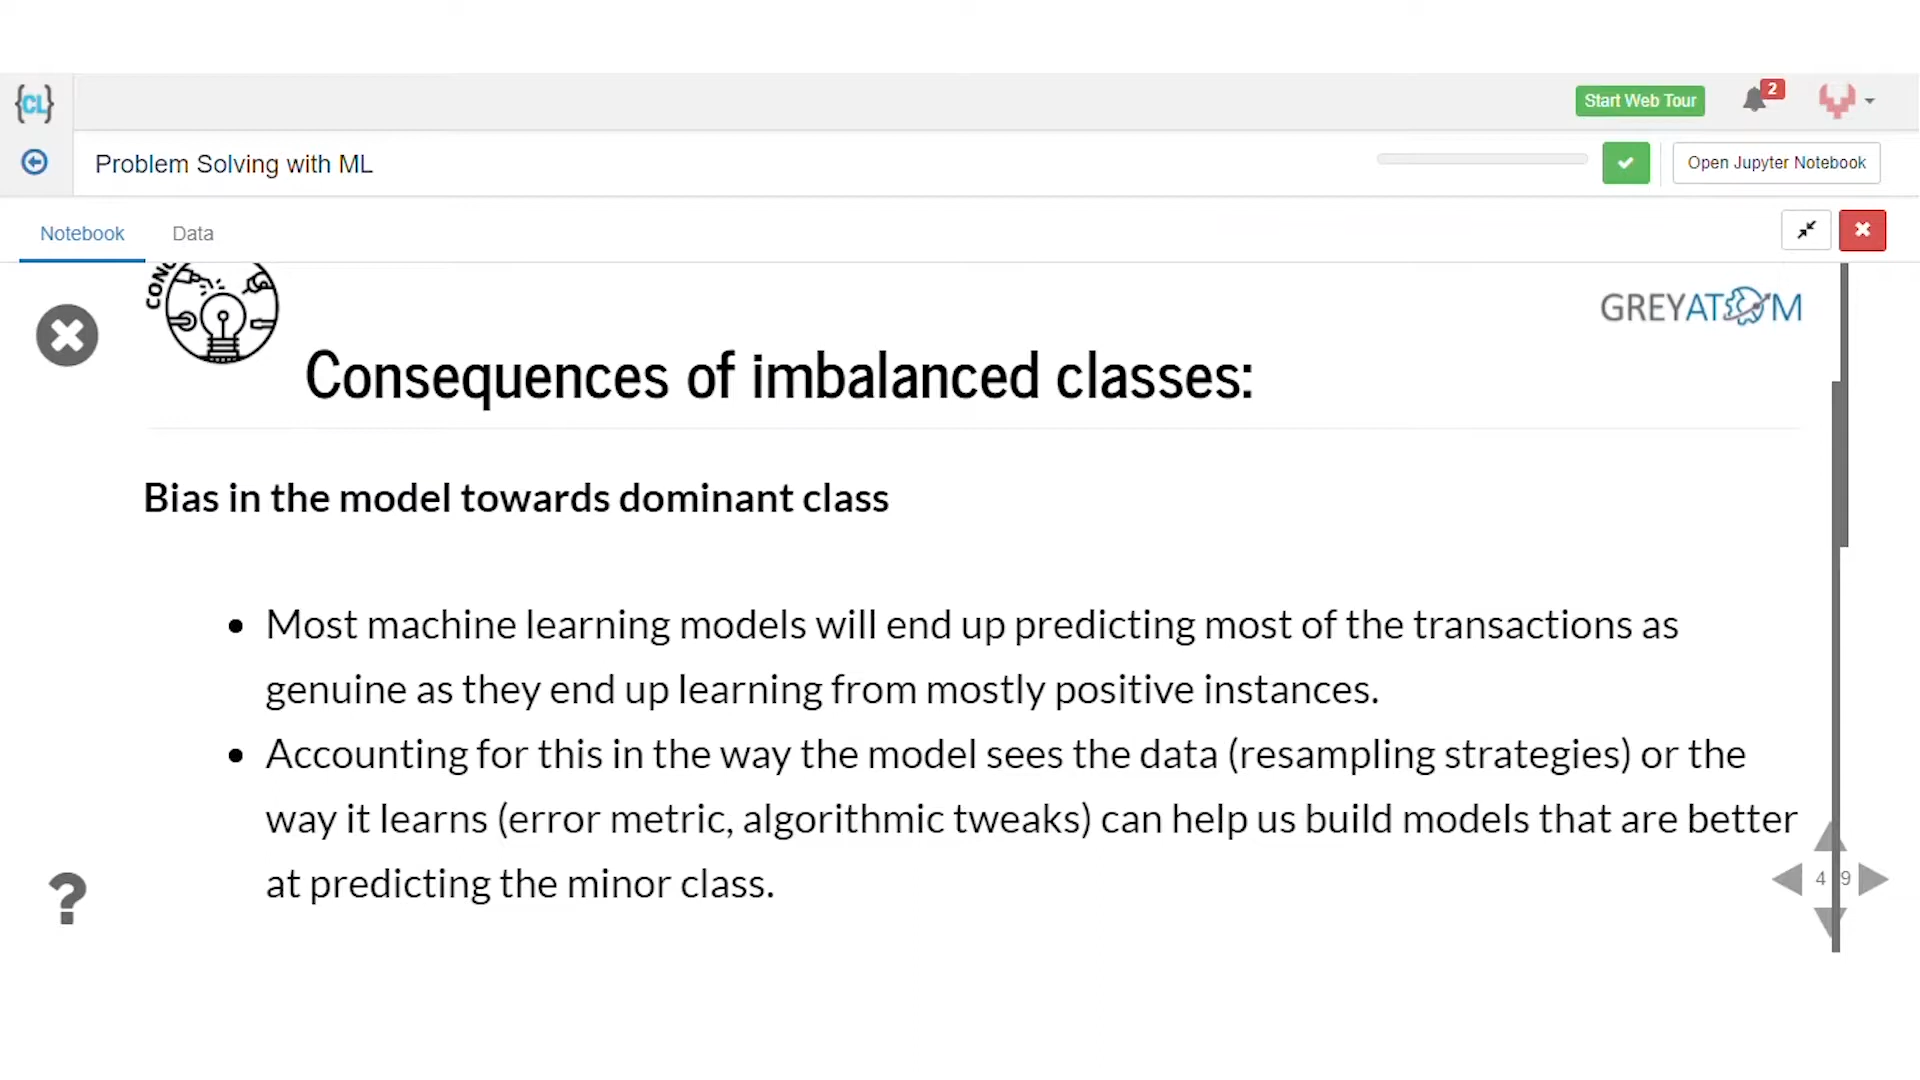 {CL}
Start Web Tour
2
Problem Solving with ML
Open Jupyter Notebook
Notebook
Data
GREYATOM
Consequences of imbalanced classes:
Bias in the model towards dominant class
• Most machine learning models will end up predicting most of the transactions as
genuine as they end up learning from mostly positive instances.
• Accounting for this in the way the model sees the data (resampling strategies) or the
way it learns (error metric, algorithmic tweaks) can help us build models that are better
at predicting the minor class.
?
4 9